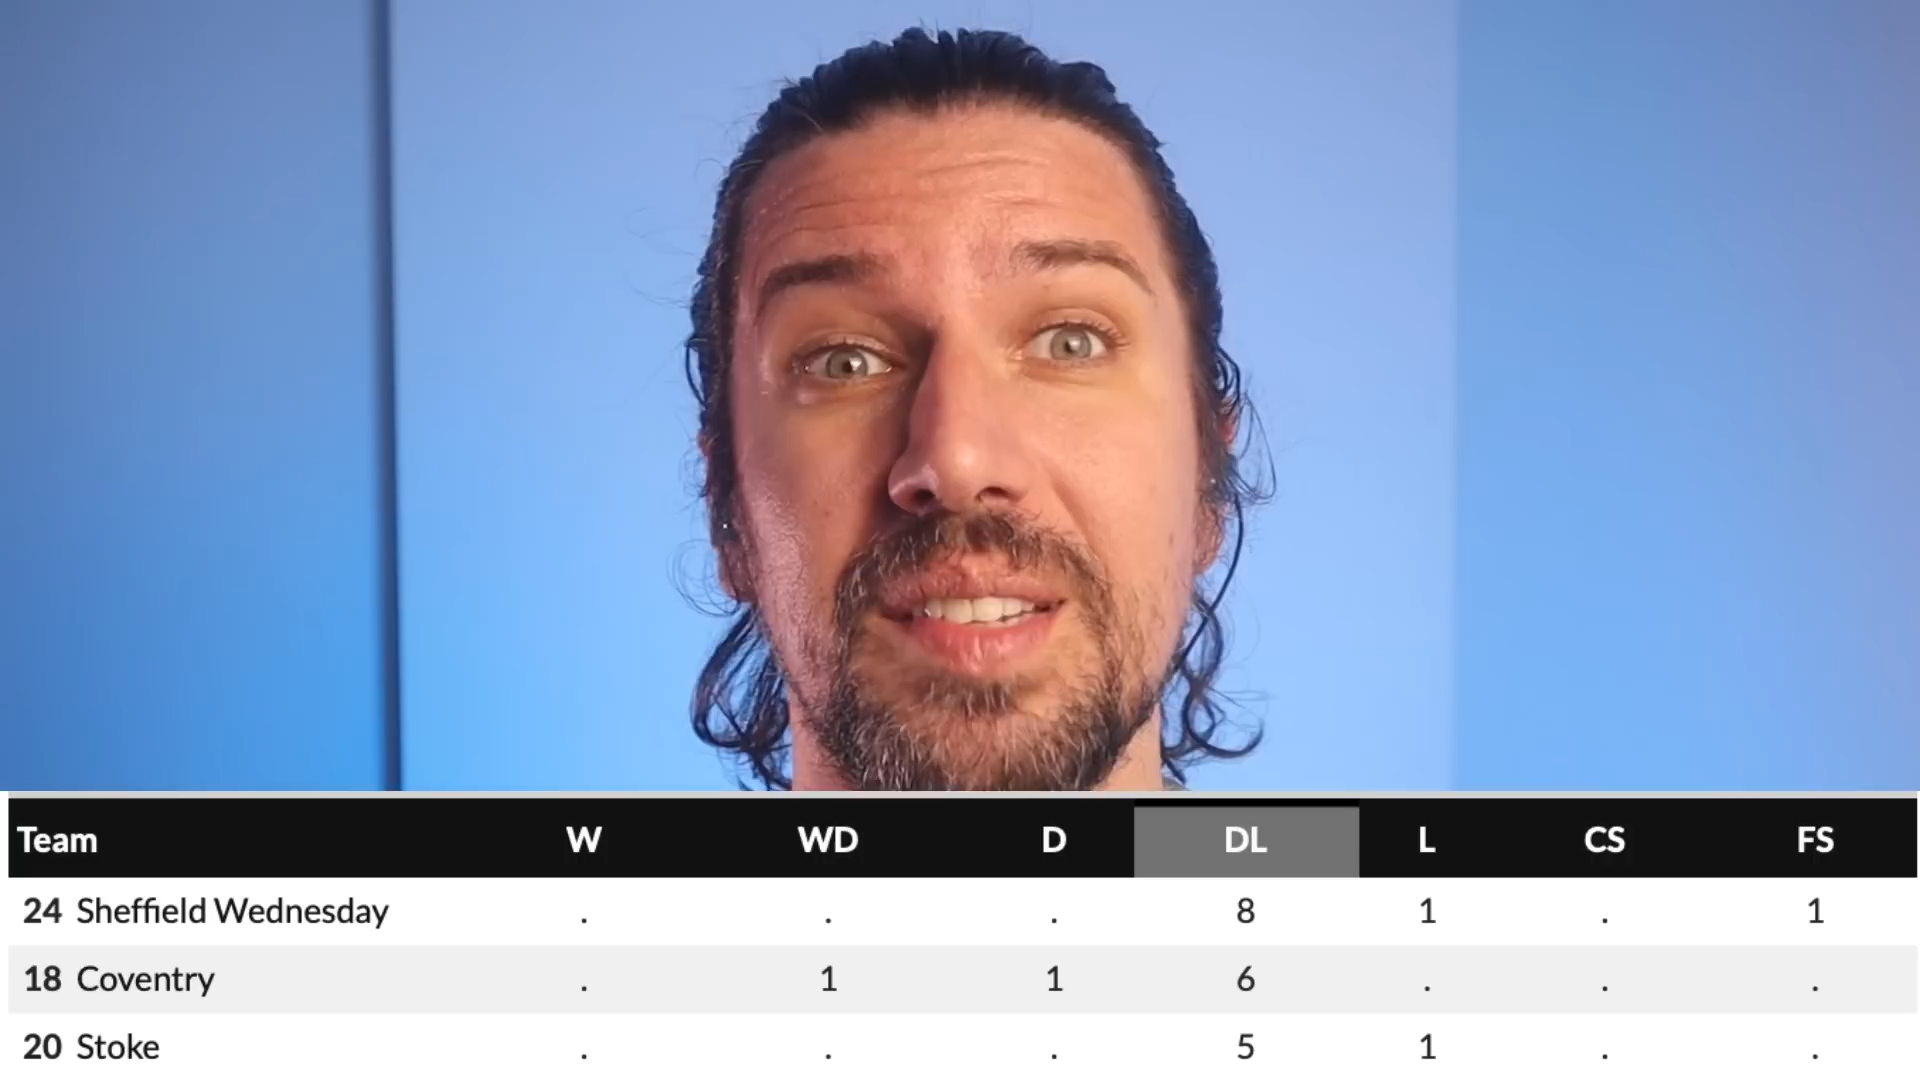 Team W WD D DL L CS FS
24 Sheffield Wednesday . . . 8 1 . 1
18 Coventry . 1 1 6 . . .
20 Stoke . . . 5 1 . .